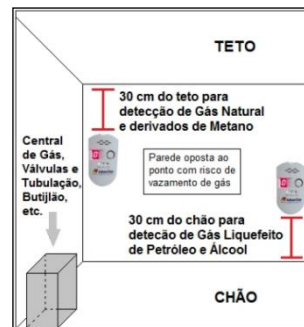 TETO
30 cm do teto para
detecção de Gás Natural
e derivados de Metano
Central
de Gás,
Válvulas e
Tubulação,
Butijlão,
etc.
Parede oposta ao
ponto com risco de
vazamento de gás
30 cm do chão para
detecão de Gás Liquefeito
de Petróleo e Álcool
CHÃO